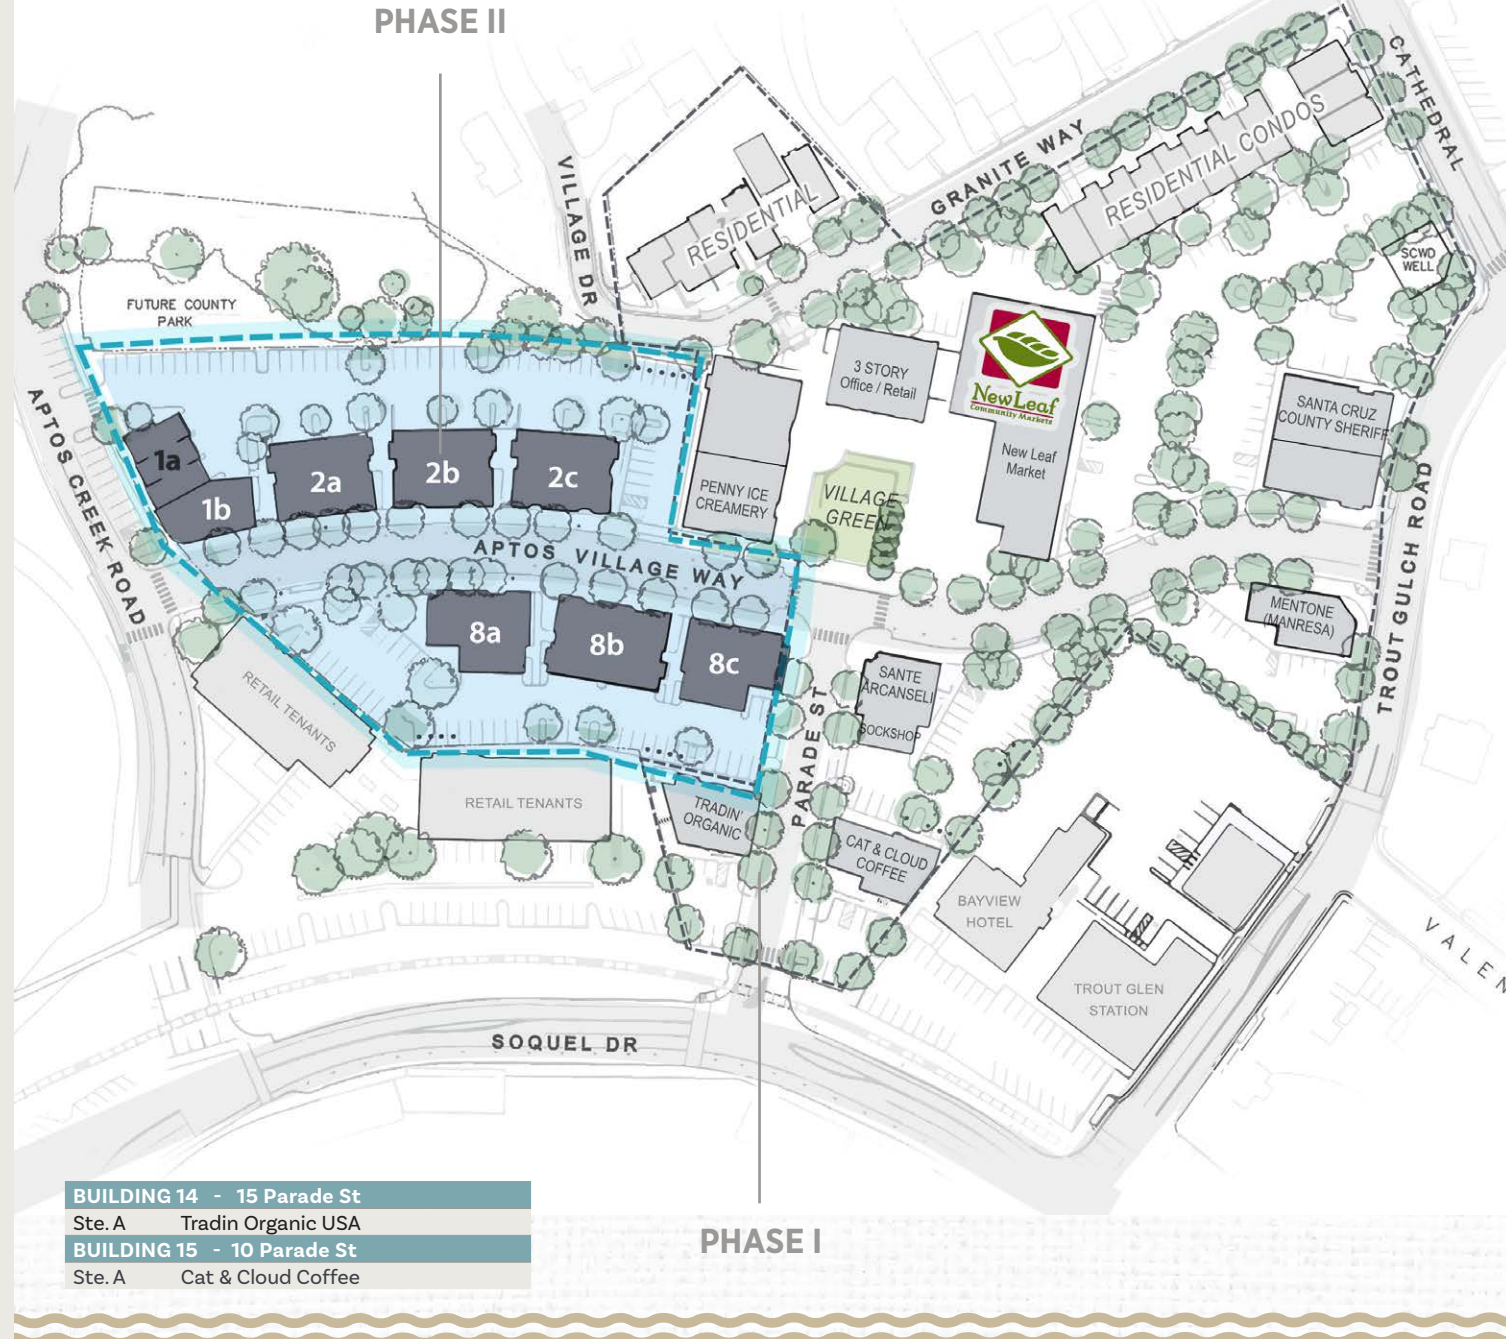 PHASE II
CATHEDRAL
GRANITE WAY
RESIDENTIAL CONDOS
VILLAGE DR
RESIDENTIAL
SCWD
WELL
FUTURE COUNTY
PARK
3 STORY
Office / Retail
NewLeaf
Community Markets
New Leaf
Market
SANTA CRUZ
COUNTY SHERIFF
APTOS CREEK ROAD
1a
1b
2a
2b
2c
PENNY ICE
CREAMERY
VILLAGE
GREEN
TROUT GULCH ROAD
APTOS VILLAGE WAY
MENTONE
(MANRESA)
8a
8b
8c
SANTE
ARCANSELI
SOCKSHOP
RETAIL TENANTS
PARADE ST
RETAIL TENANTS
TRADIN'
ORGANIC
CAT & CLOUD
COFFEE
BAYVIEW
HOTEL
TROUT GLEN
STATION
VALEN
SOQUEL DR
BUILDING 14 - 15 Parade St
Ste. A Tradin Organic USA
BUILDING 15 - 10 Parade St
Ste. A Cat & Cloud Coffee
PHASE I